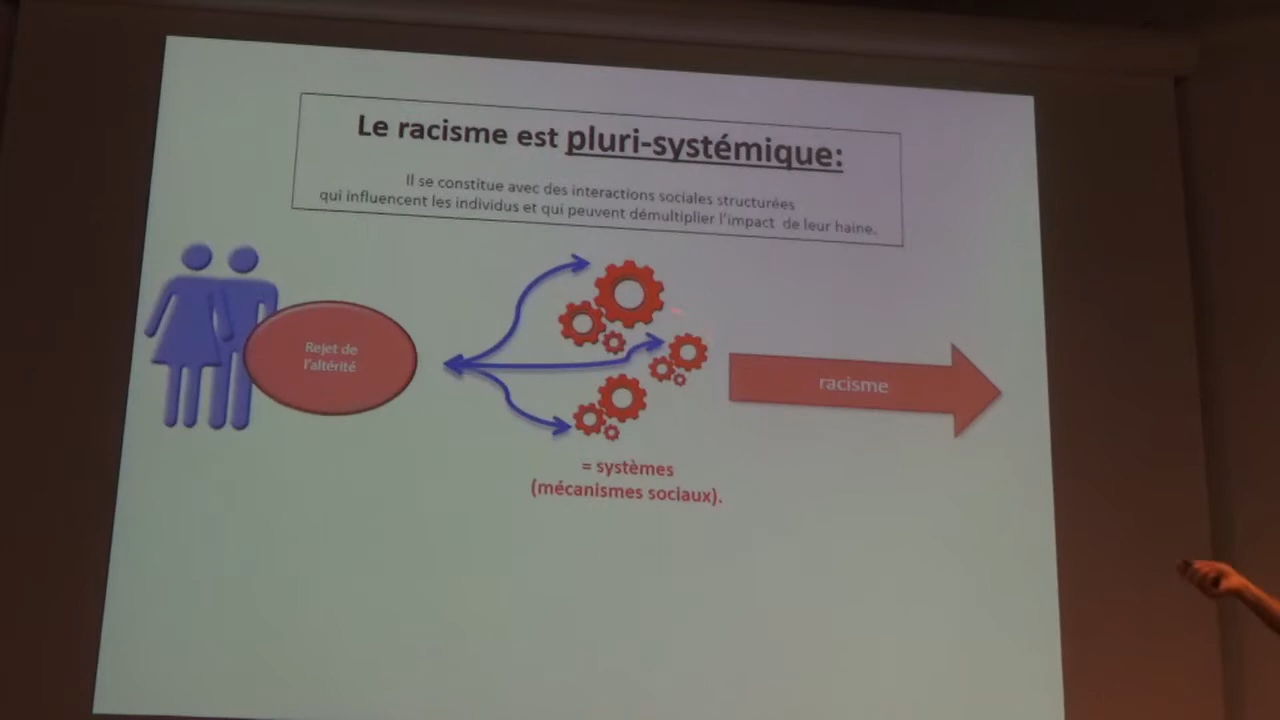 Le racisme est pluri-systémique:
Il se constitue avec des interactions sociales structurées
qui influencent les individus et qui peuvent démultiplier l'impact de leur haine.
Rejet de
l'altérité
racisme
= systèmes
(mécanismes sociaux).